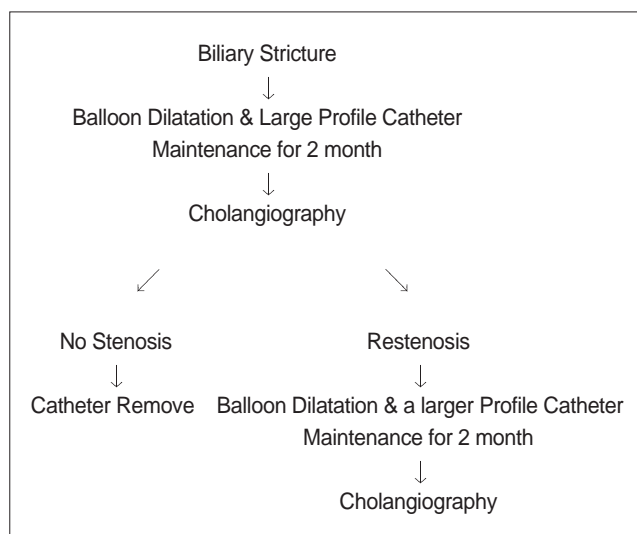 Biliary Stricture
Balloon Dilatation & Large Profile Catheter
Maintenance for 2 month
Cholangiography
No Stenosis
Catheter Remove
Restenosis
Balloon Dilatation & a larger Profile Catheter
Maintenance for 2 month
Cholangiography